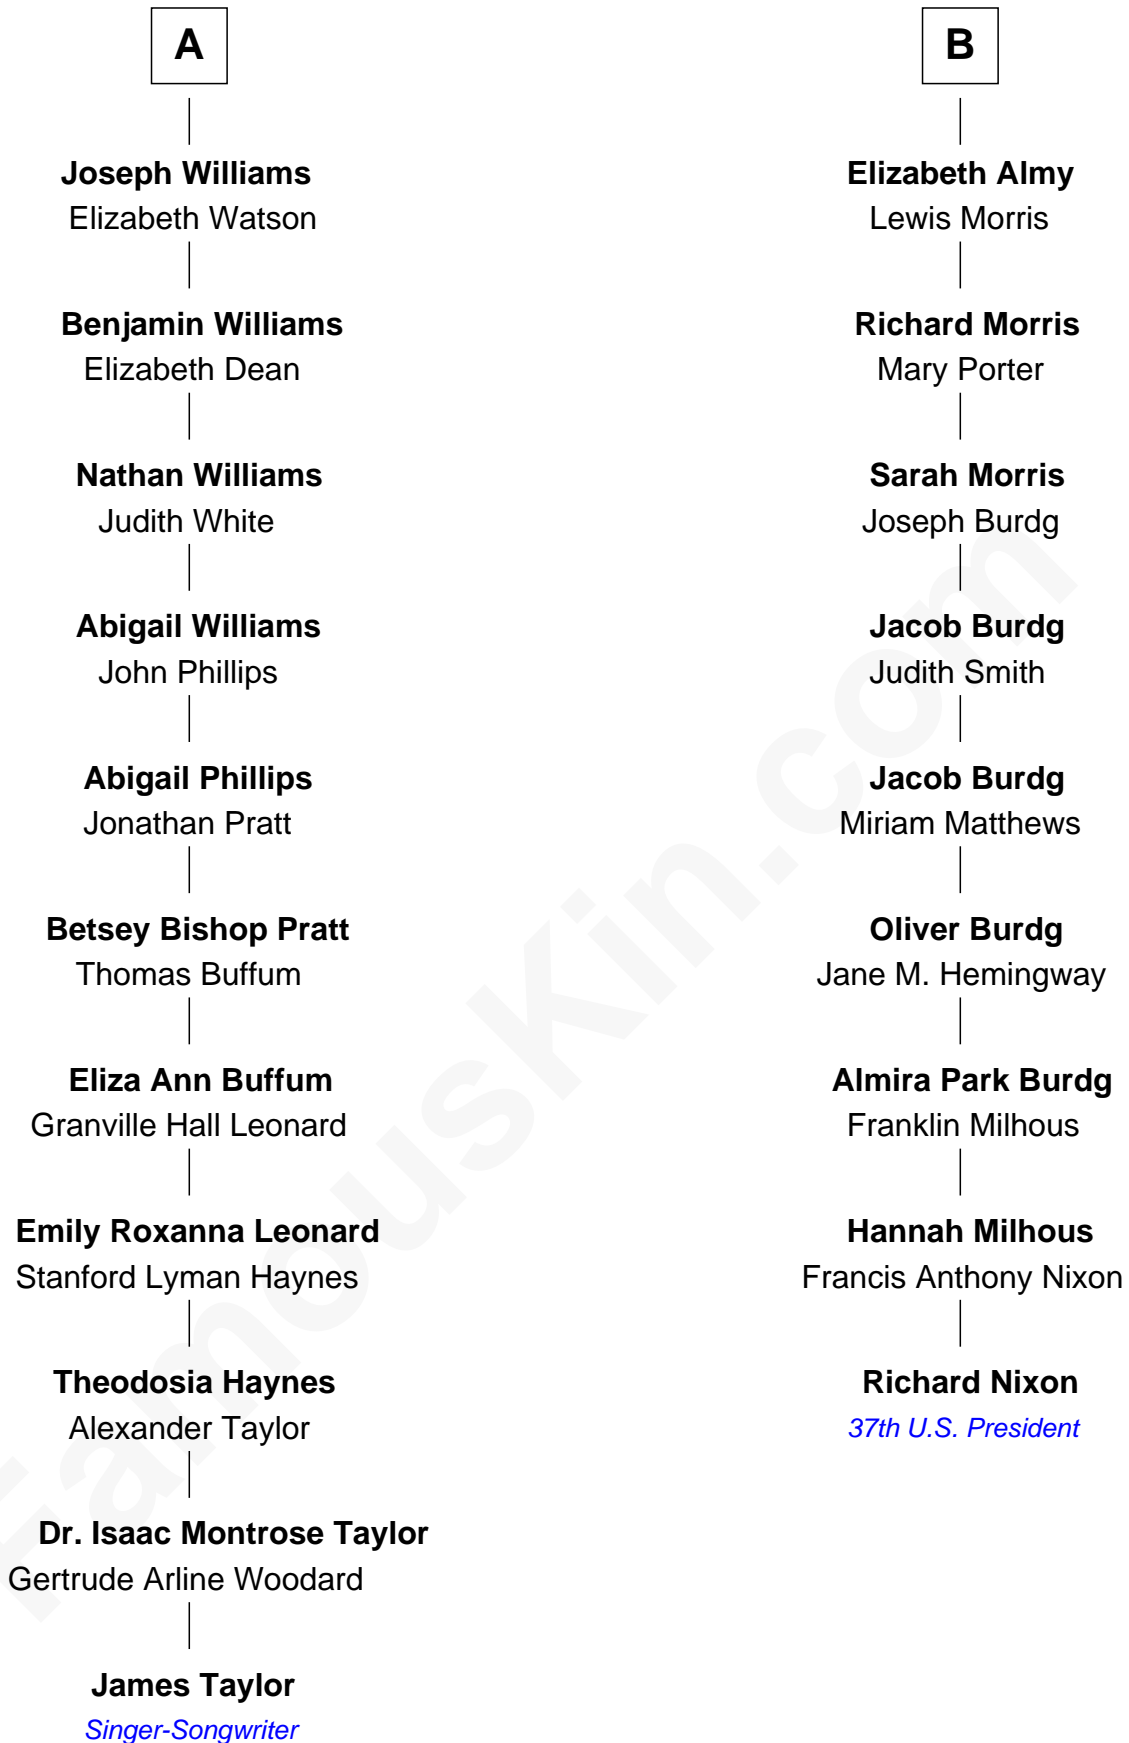 A
Joseph Williams
Elizabeth Watson
Benjamin Williams
Elizabeth Dean
Nathan Williams
Judith White
Abigail Williams
John Phillips
Abigail Phillips
Jonathan Pratt
Betsey Bishop Pratt
Thomas Buffum
Eliza Ann Buffum
Granville Hall Leonard
Emily Roxanna Leonard
Stanford Lyman Haynes
Theodosia Haynes
Alexander Taylor
Dr. Isaac Montrose Taylor
Gertrude Arline Woodard
James Taylor
Singer-Songwriter
B
Elizabeth Almy
Lewis Morris
Richard Morris
Mary Porter
Sarah Morris
Joseph Burdg
Jacob Burdg
Judith Smith
Jacob Burdg
Miriam Matthews
Oliver Burdg
Jane M. Hemingway
Almira Park Burdg
Franklin Milhous
Hannah Milhous
Francis Anthony Nixon
Richard Nixon
37th U.S. President
FamousKin.com